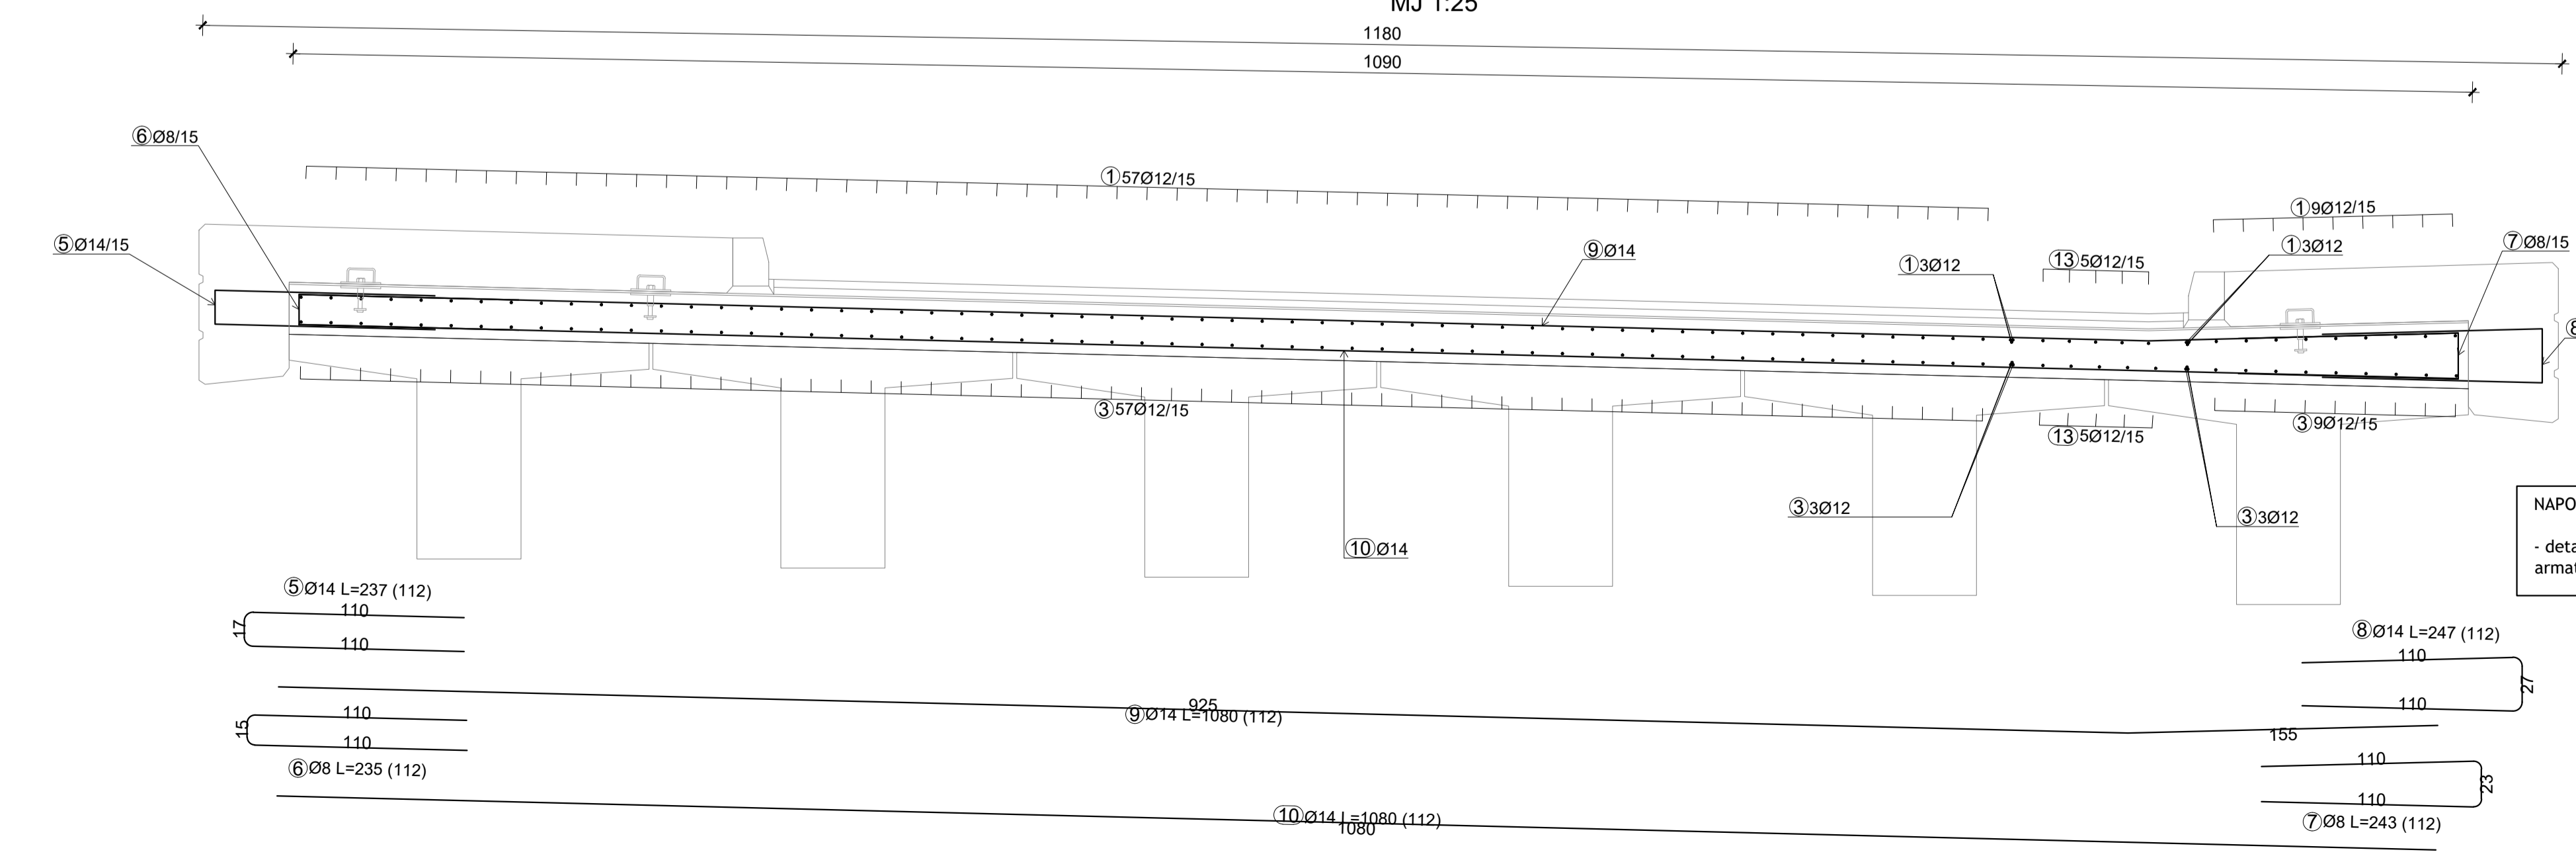 MJ 1:25
1180
1090
⑥Ø8/15
①57Ø12/15
①9Ø12/15
⑤Ø14/15
⑨Ø14
①3Ø12
⑬5Ø12/15
①3Ø12
⑦Ø8/15
③57Ø12/15
⑬5Ø12/15
③9Ø12/15
③3Ø12
③3Ø12
⑩Ø14
NAPO
- deta
armat
⑤Ø14 L=237 (112)
110
17
110
⑧Ø14 L=247 (112)
110
27
110
925
⑨Ø14 L=1080 (112)
155
110
15
110
⑥Ø8 L=235 (112)
110
23
110
⑦Ø8 L=243 (112)
⑩Ø14 L=1080 (112)
1080